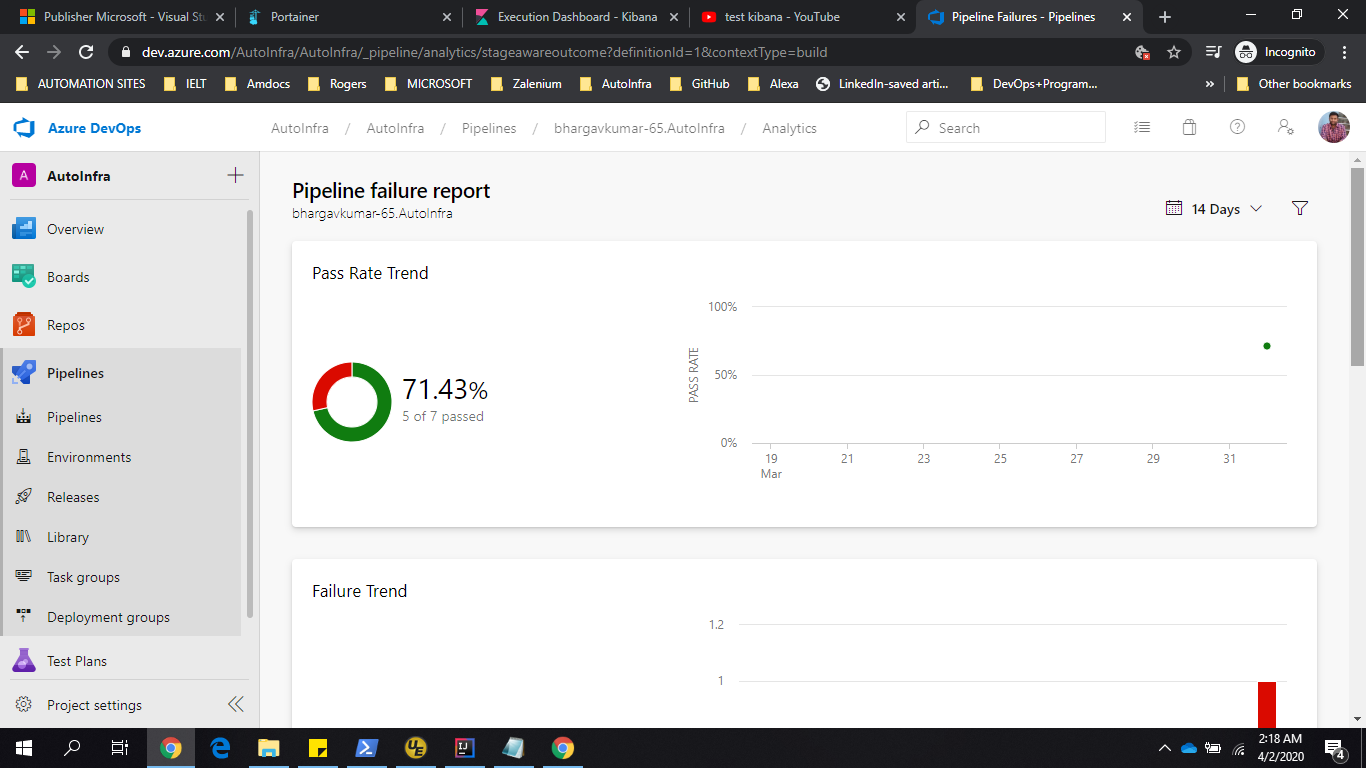 Publisher Microsoft - Visual Stu
Portainer
Execution Dashboard - Kibana
test kibana - YouTube
Pipeline Failures - Pipelines
dev.azure.com/AutoInfra/AutoInfra/_pipeline/analytics/stageawareoutcome?definitionId=1&contextType=build
Incognito
AUTOMATION SITES
IELT
Amdocs
Rogers
MICROSOFT
Zalenium
AutoInfra
GitHub
Alexa
LinkedIn-saved arti...
DevOps+Program...
»
Other bookmarks
Azure DevOps
AutoInfra / AutoInfra / Pipelines / bhargavkumar-65.AutoInfra / Analytics
Search
A AutoInfra
Overview
Boards
Repos
Pipelines
Pipelines
Environments
Releases
Library
Task groups
Deployment groups
Test Plans
Project settings
Pipeline failure report
bhargavkumar-65.AutoInfra
14 Days
Pass Rate Trend
71.43%
5 of 7 passed
PASS RATE
100%
50%
0%
19 21 23 25 27 29 31
Mar
Failure Trend
1.2
1
2:18 AM
4/2/2020
4